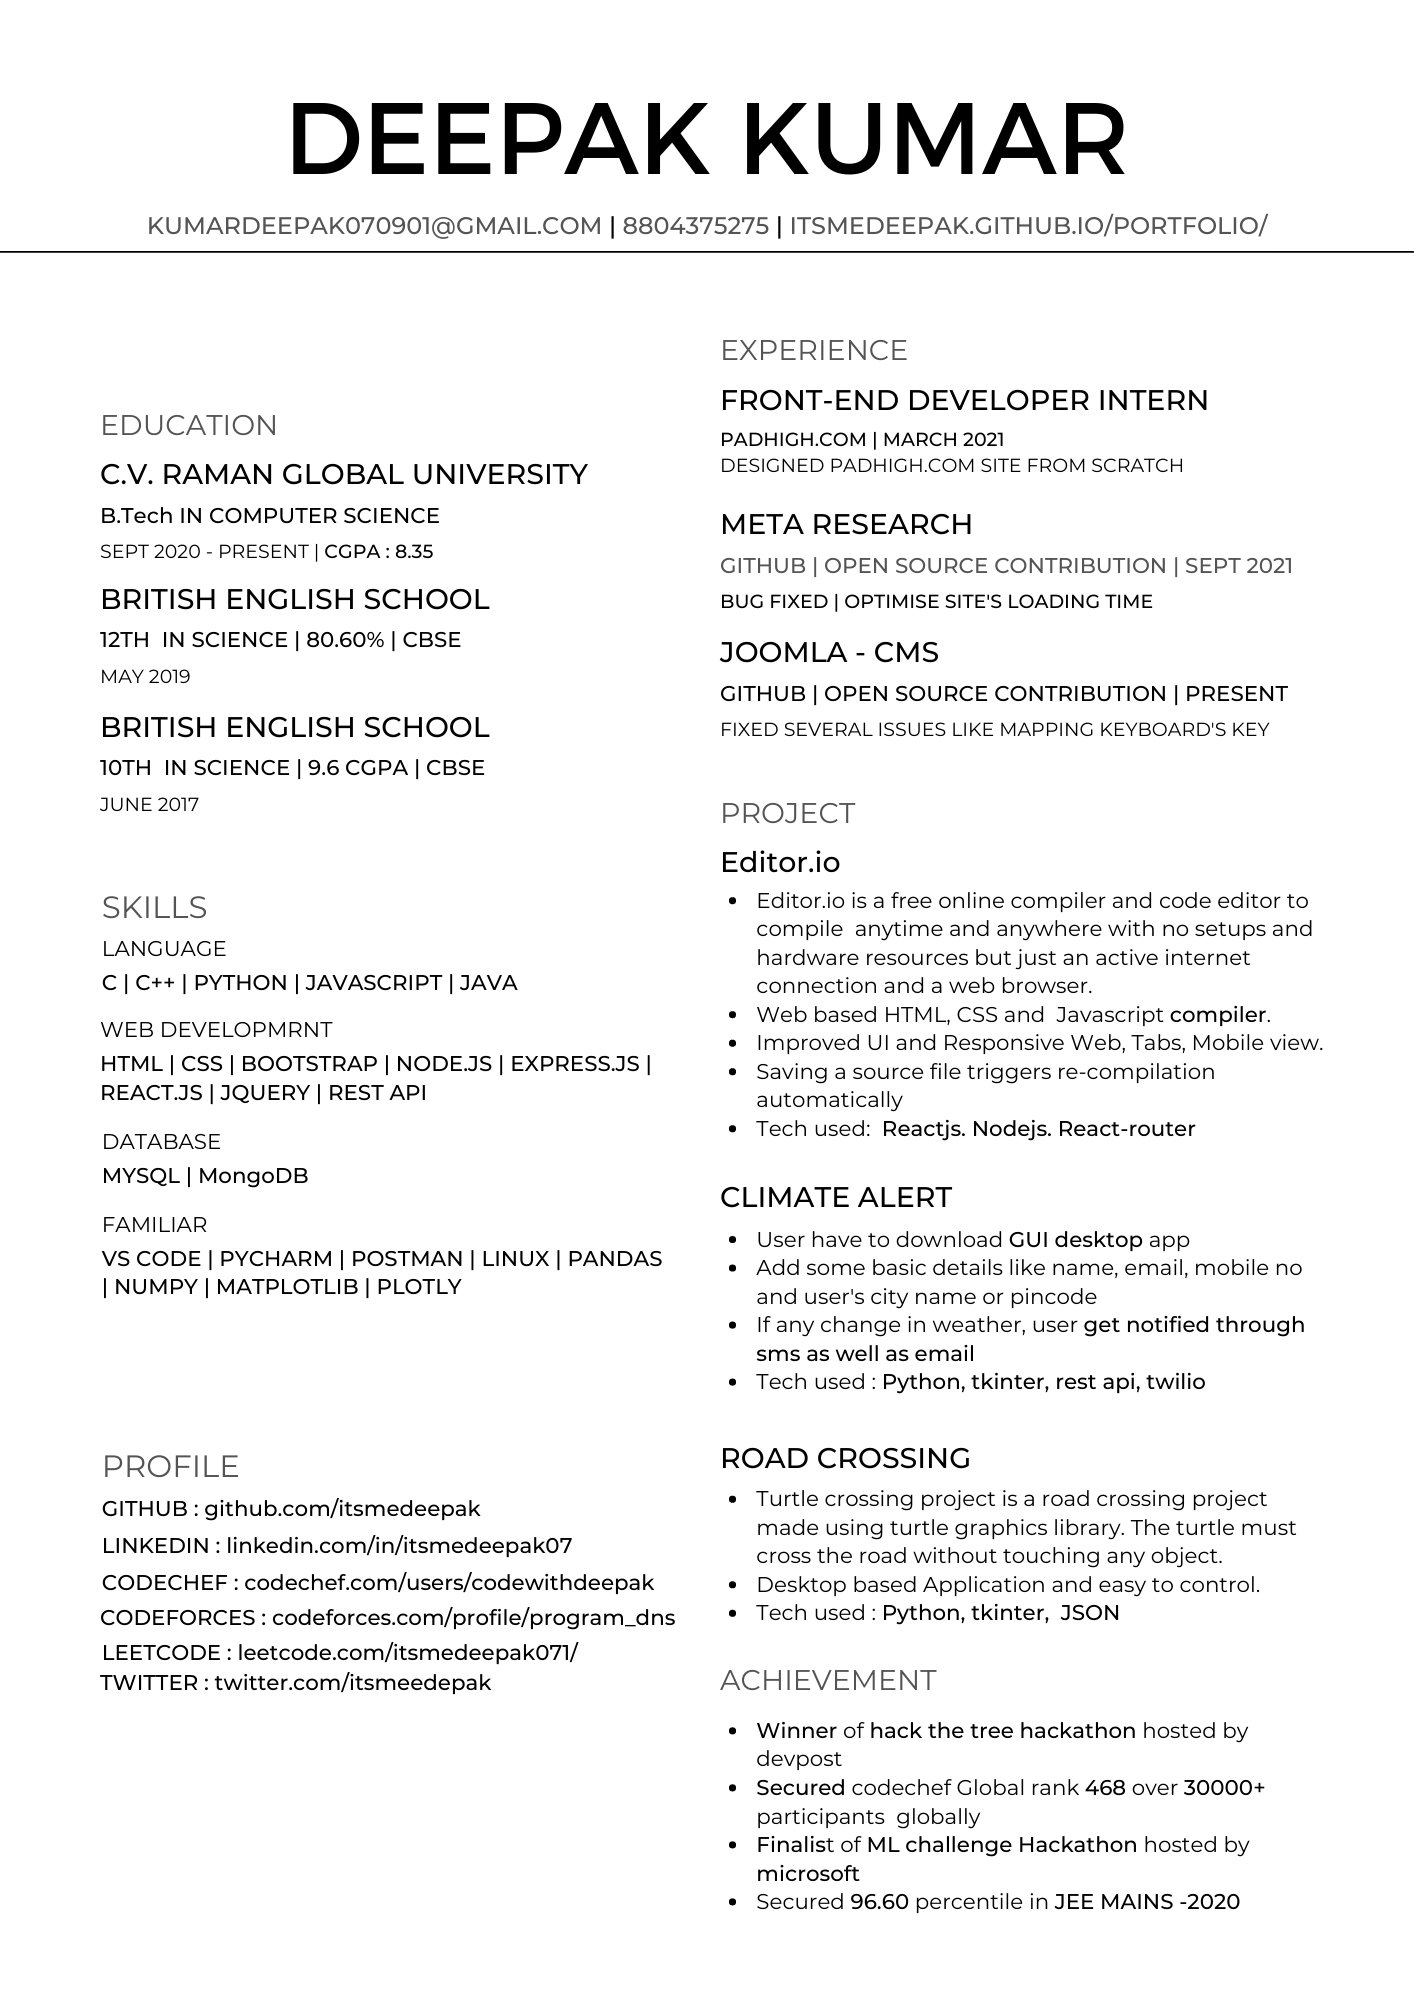 DEEPAK KUMAR
KUMARDEEPAK070901@GMAIL.COM | 8804375275 | ITSMEDEEPAK.GITHUB.IO/PORTFOLIO/
EDUCATION
C.V. RAMAN GLOBAL UNIVERSITY
B.Tech IN COMPUTER SCIENCE
SEPT 2020 - PRESENT | CGPA : 8.35
BRITISH ENGLISH SCHOOL
12TH  IN SCIENCE | 80.60% | CBSE
MAY 2019
BRITISH ENGLISH SCHOOL
10TH  IN SCIENCE | 9.6 CGPA | CBSE
JUNE 2017
SKILLS
LANGUAGE
C | C++ | PYTHON | JAVASCRIPT | JAVA
WEB DEVELOPMRNT
HTML | CSS | BOOTSTRAP | NODE.JS | EXPRESS.JS |
REACT.JS | JQUERY | REST API
DATABASE
MYSQL | MongoDB
FAMILIAR
VS CODE | PYCHARM | POSTMAN | LINUX | PANDAS
| NUMPY | MATPLOTLIB | PLOTLY
PROFILE
GITHUB : github.com/itsmedeepak
LINKEDIN : linkedin.com/in/itsmedeepak07
CODECHEF : codechef.com/users/codewithdeepak
CODEFORCES : codeforces.com/profile/program_dns
LEETCODE : leetcode.com/itsmedeepak071/
TWITTER : twitter.com/itsmeedepak
EXPERIENCE
FRONT-END DEVELOPER INTERN
PADHIGH.COM | MARCH 2021
DESIGNED PADHIGH.COM SITE FROM SCRATCH
META RESEARCH
GITHUB | OPEN SOURCE CONTRIBUTION | SEPT 2021
BUG FIXED | OPTIMISE SITE'S LOADING TIME
JOOMLA - CMS
GITHUB | OPEN SOURCE CONTRIBUTION | PRESENT
FIXED SEVERAL ISSUES LIKE MAPPING KEYBOARD'S KEY
PROJECT
Editor.io
• Editor.io is a free online compiler and code editor to
compile  anytime and anywhere with no setups and
hardware resources but just an active internet
connection and a web browser.
• Web based HTML, CSS and  Javascript compiler.
• Improved UI and Responsive Web, Tabs, Mobile view.
• Saving a source file triggers re-compilation
automatically
• Tech used:  Reactjs. Nodejs. React-router
CLIMATE ALERT
• User have to download GUI desktop app
• Add some basic details like name, email, mobile no
and user's city name or pincode
• If any change in weather, user get notified through
sms as well as email
• Tech used : Python, tkinter, rest api, twilio
ROAD CROSSING
• Turtle crossing project is a road crossing project
made using turtle graphics library. The turtle must
cross the road without touching any object.
• Desktop based Application and easy to control.
• Tech used : Python, tkinter,  JSON
ACHIEVEMENT
• Winner of hack the tree hackathon hosted by
devpost
• Secured codechef Global rank 468 over 30000+
participants  globally
• Finalist of ML challenge Hackathon hosted by
microsoft
• Secured 96.60 percentile in JEE MAINS -2020